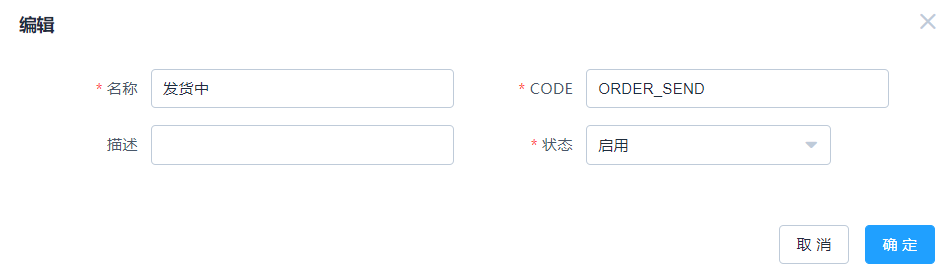 编辑
* 名称 发货中 * CODE ORDER_SEND
描述 * 状态 启用
取 消 确 定